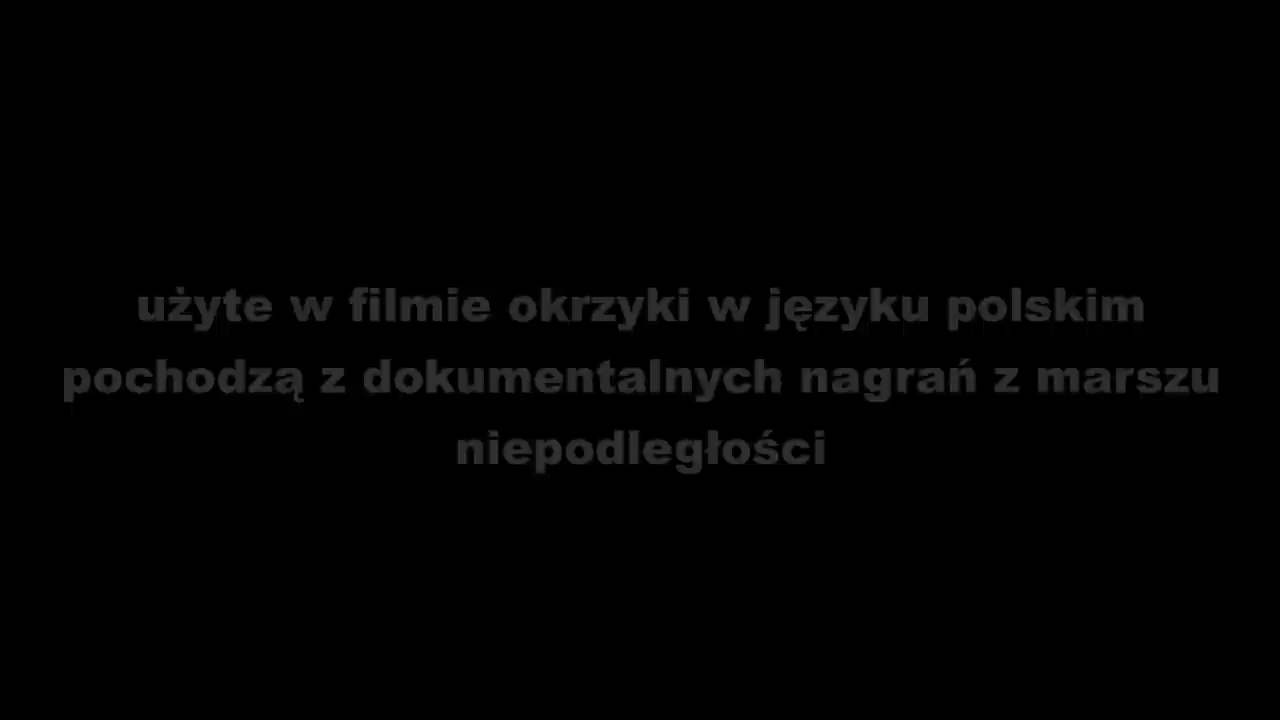 użyte w filmie okrzyki w języku polskim
pochodzą z dokumentalnych nagrań z marszu
niepodległości